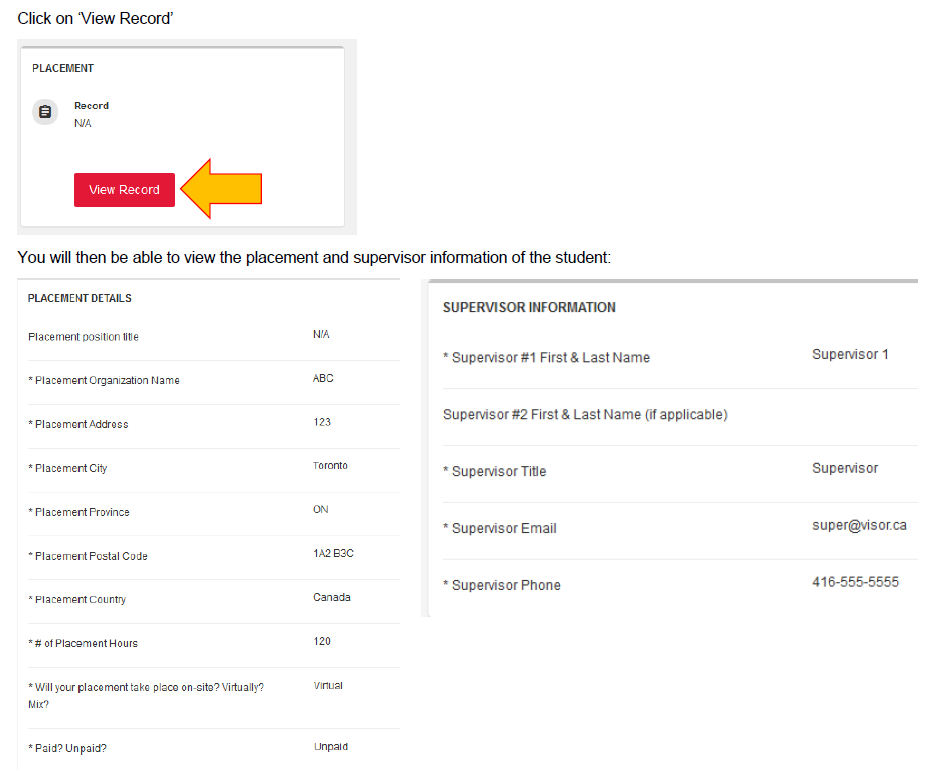 Click on ‘View Record’
PLACEMENT
Record
N/A
View Record
You will then be able to view the placement and supervisor information of the student:
PLACEMENT DETAILS
Placement position title N/A
* Placement Organization Name ABC
* Placement Address 123
* Placement City Toronto
* Placement Province ON
* Placement Postal Code 1A2 B3C
* Placement Country Canada
* # of Placement Hours 120
* Will your placement take place on-site? Virtually? Virtual
Mix?
* Paid? Unpaid? Unpaid
SUPERVISOR INFORMATION
* Supervisor #1 First & Last Name Supervisor 1
Supervisor #2 First & Last Name (if applicable)
* Supervisor Title Supervisor
* Supervisor Email super@visor.ca
* Supervisor Phone 416-555-5555